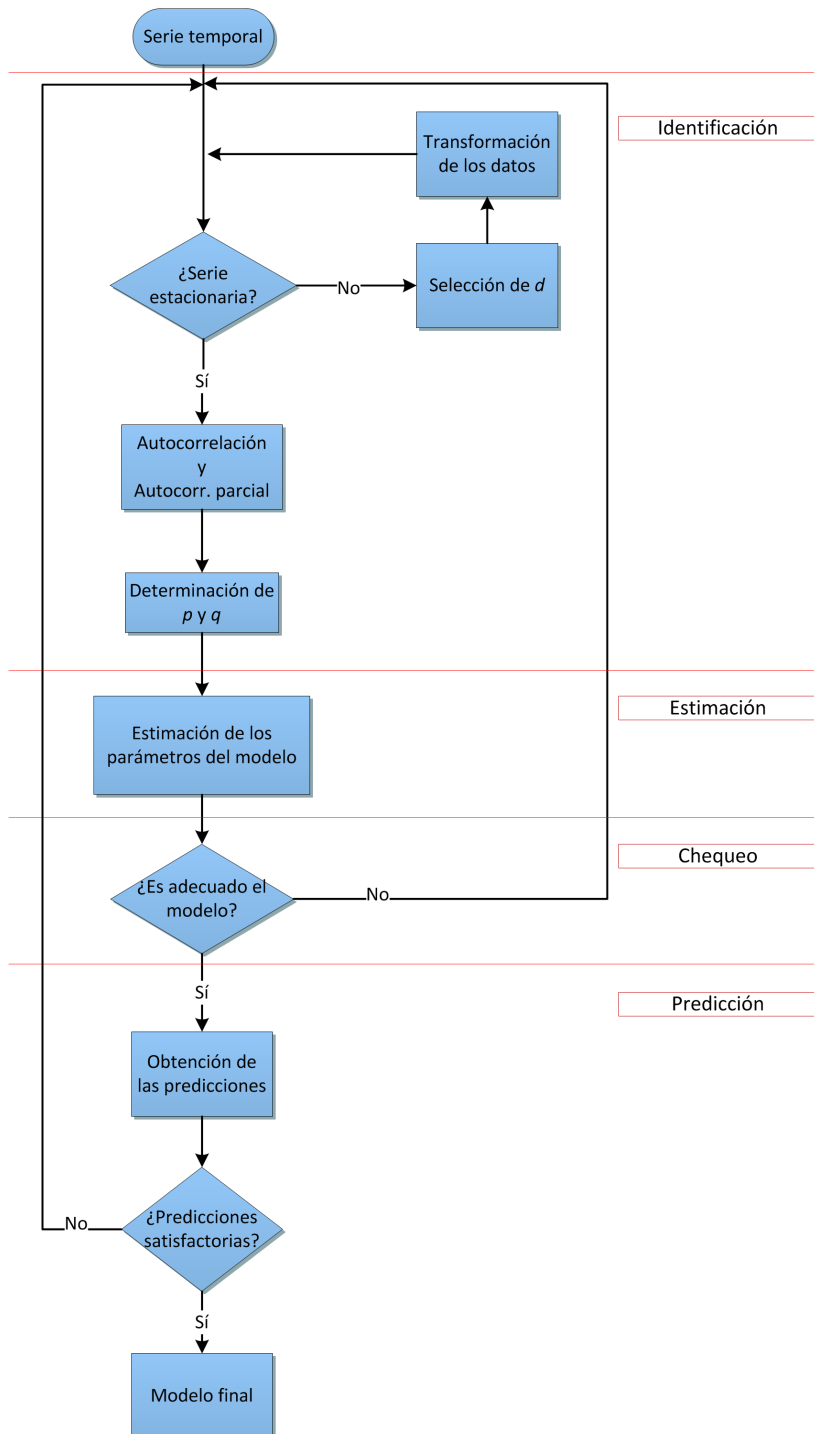 Serie temporal
Identificación
Transformación
de los datos
¿Serie
estacionaria?
No
Selección de d
Sí
Autocorrelación
y
Autocorr. parcial
Determinación de
p y q
Estimación
Estimación de los
parámetros del modelo
Chequeo
¿Es adecuado el
modelo?
No
Sí
Predicción
Obtención de
las predicciones
¿Predicciones
satisfactorias?
No
Sí
Modelo final